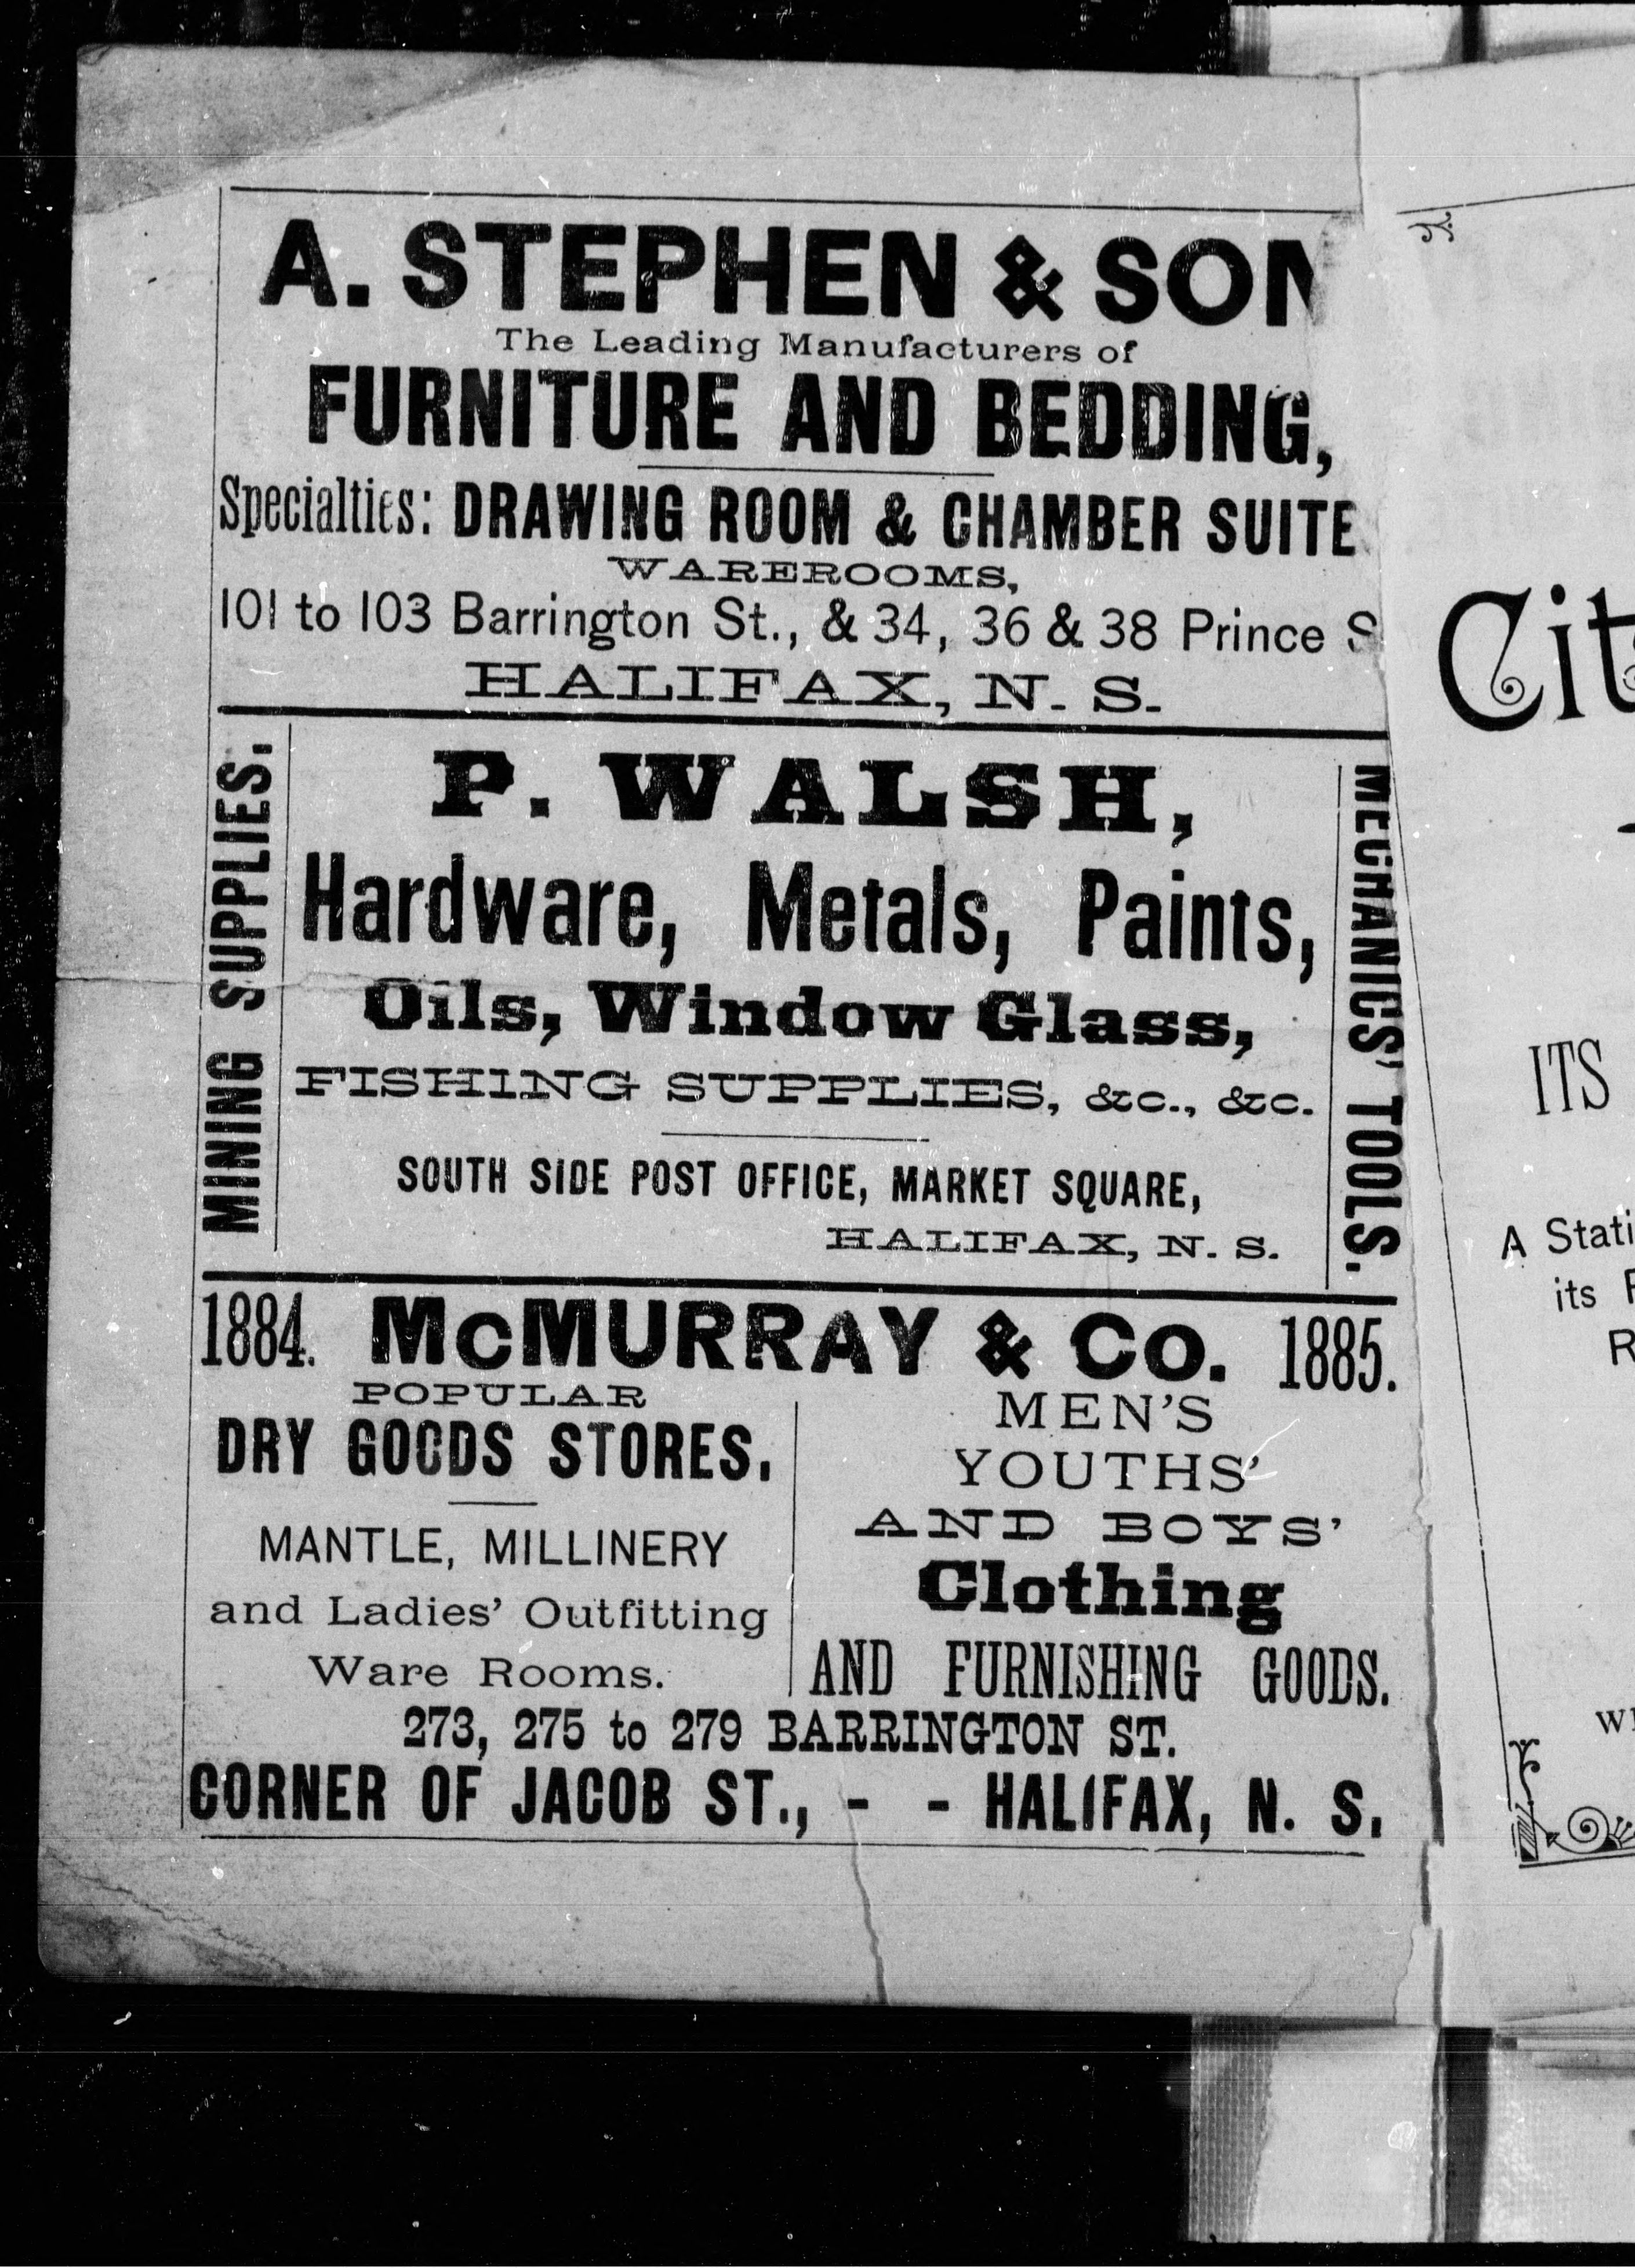 A. STEPHEN & SON
The Leading Manufacturers of
FURNITURE AND BEDDING,
Specialties: DRAWING ROOM & CHAMBER SUITE
WAREROOMS,
101 to 103 Barrington St., & 34, 36 & 38 Prince S
HALIFAX, N. S.
MINING SUPPLIES.
P. WALSH,
Hardware, Metals, Paints,
Oils, Window Glass,
FISHING SUPPLIES, &c., &c.
SOUTH SIDE POST OFFICE, MARKET SQUARE,
HALIFAX, N. S.
MECHANICS' TOOLS.
1884. McMURRAY & Co. 1885.
POPULAR
DRY GOODS STORES.
MANTLE, MILLINERY
and Ladies' Outfitting
Ware Rooms.
MEN'S
YOUTHS'
AND BOYS'
Clothing
AND FURNISHING GOODS.
273, 275 to 279 BARRINGTON ST.
CORNER OF JACOB ST., - - HALIFAX, N. S.
Cit
ITS
A Stati
its